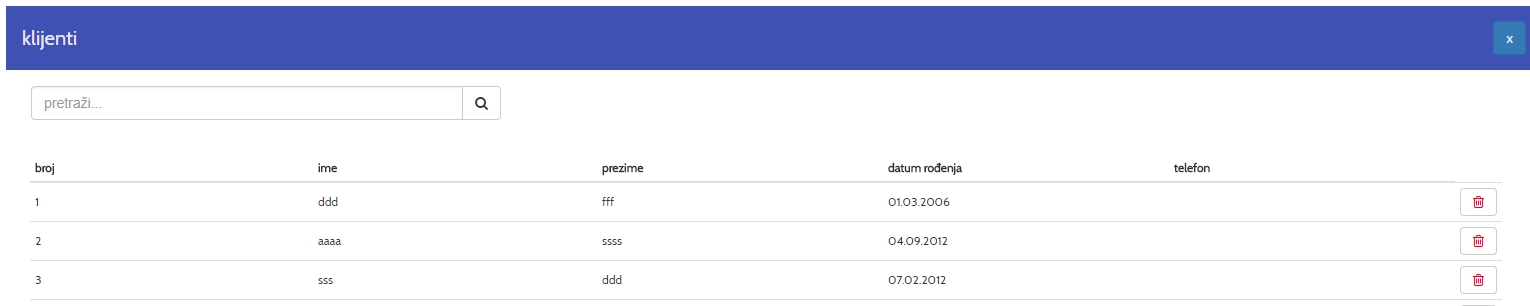 klijenti
x
pretraži...
broj ime prezime datum rođenja telefon
1 ddd fff 01.03.2006
2 aaaa ssss 04.09.2012
3 sss ddd 07.02.2012